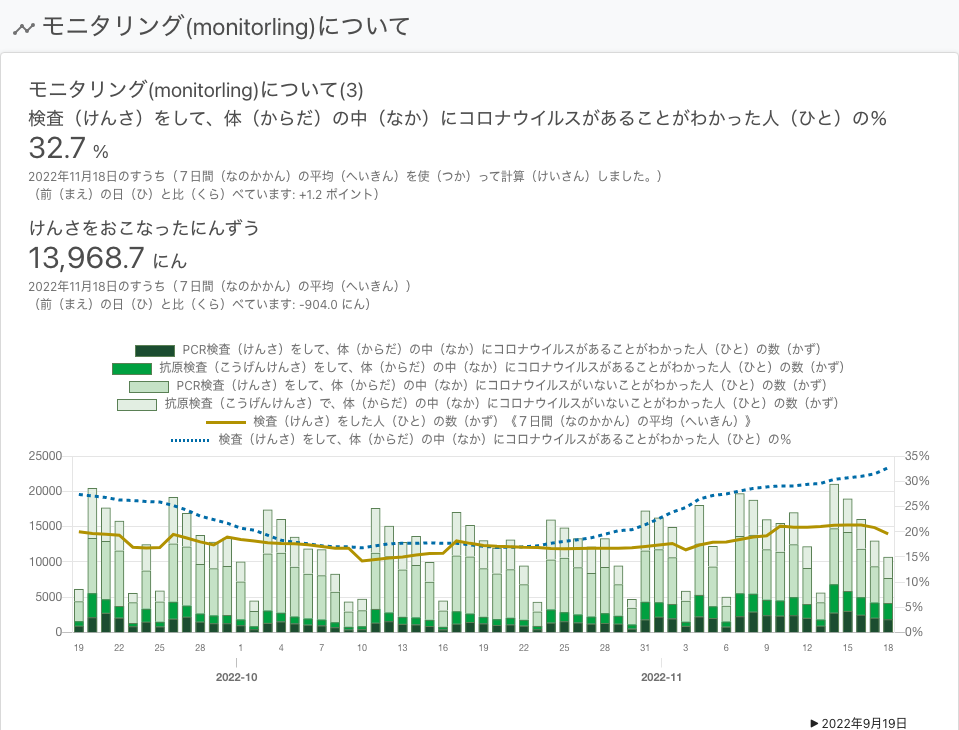 モニタリング(monitorling)について
モニタリング(monitorling)について(3)
検査（けんさ）をして、体（からだ）の中（なか）にコロナウイルスがあることがわかった人（ひと）の％
32.7 %
2022年11月18日のすうち（７日間（なのかかん）の平均（へいきん）を使（つか）って計算（けいさん）しました。）
（前（まえ）の日（ひ）と比（くら）べています: +1.2 ポイント）
けんさをおこなったにんずう
13,968.7 にん
2022年11月18日のすうち（７日間（なのかかん）の平均（へいきん））
（前（まえ）の日（ひ）と比（くら）べています: -904.0 にん）
PCR検査（けんさ）をして、体（からだ）の中（なか）にコロナウイルスがあることがわかった人（ひと）の数（かず）
抗原検査（こうげんけんさ）をして、体（からだ）の中（なか）にコロナウイルスがあることがわかった人（ひと）の数（かず）
PCR検査（けんさ）をして、体（からだ）の中（なか）にコロナウイルスがいないことがわかった人（ひと）の数（かず）
抗原検査（こうげんけんさ）で、体（からだ）の中（なか）にコロナウイルスがいないことがわかった人（ひと）の数（かず）
検査（けんさ）をした人（ひと）の数（かず）《７日間（なのかかん）の平均（へいきん）》
検査（けんさ）をして、体（からだ）の中（なか）にコロナウイルスがあることがわかった人（ひと）の％
25000 35%
30%
20000
25%
15000
20%
15%
10000
10%
5000
5%
0 0%
19 22 25 28 1 4 7 10 13 16 19 22 25 28 31 3 6 9 12 15 18
2022-10 2022-11
▶ 2022年9月19日